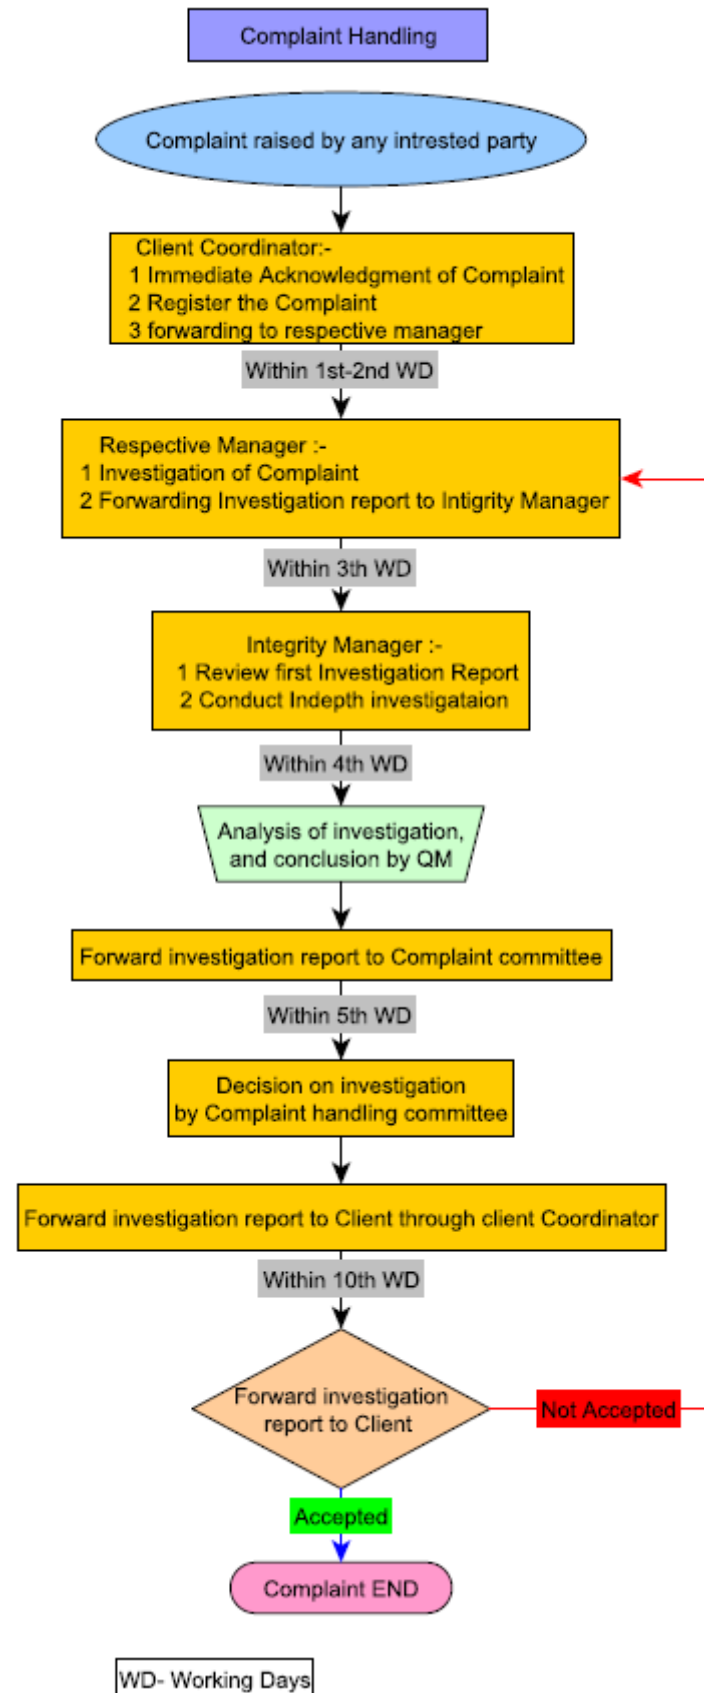 Complaint Handling
Complaint raised by any intrested party
Client Coordinator:-
1 Immediate Acknowledgment of Complaint
2 Register the Complaint
3 forwarding to respective manager
Within 1st-2nd WD
Respective Manager :-
1 Investigation of Complaint
2 Forwarding Investigation report to Intigrity Manager
Within 3th WD
Integrity Manager :-
1 Review first Investigation Report
2 Conduct Indepth investigataion
Within 4th WD
Analysis of investigation,
and conclusion by QM
Forward investigation report to Complaint committee
Within 5th WD
Decision on investigation
by Complaint handling committee
Forward investigation report to Client through client Coordinator
Within 10th WD
Forward investigation
report to Client
Not Accepted
Accepted
Complaint END
WD- Working Days